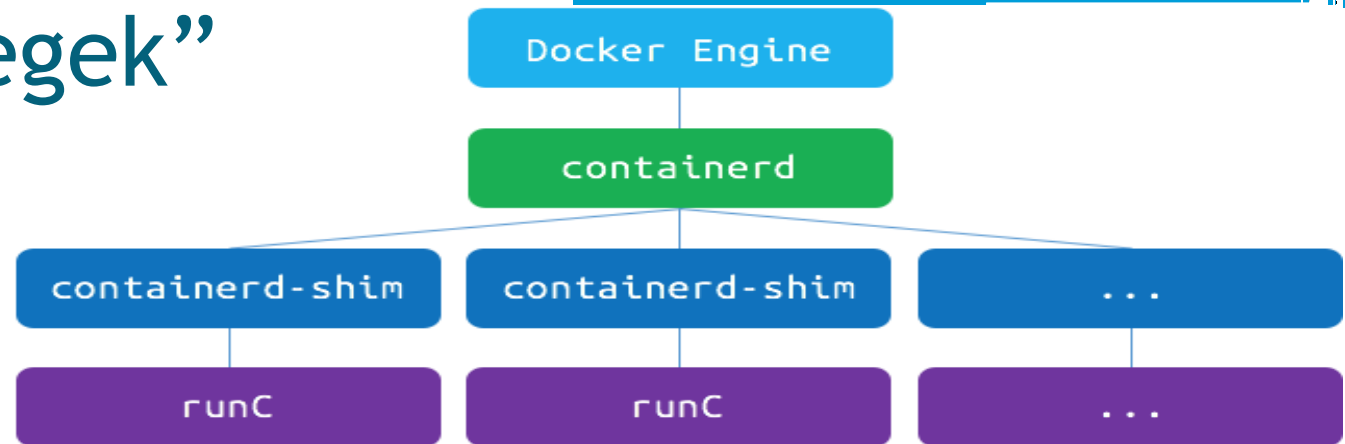 egek”
Docker Engine
containerd
containerd-shim containerd-shim ...
runC runC ...